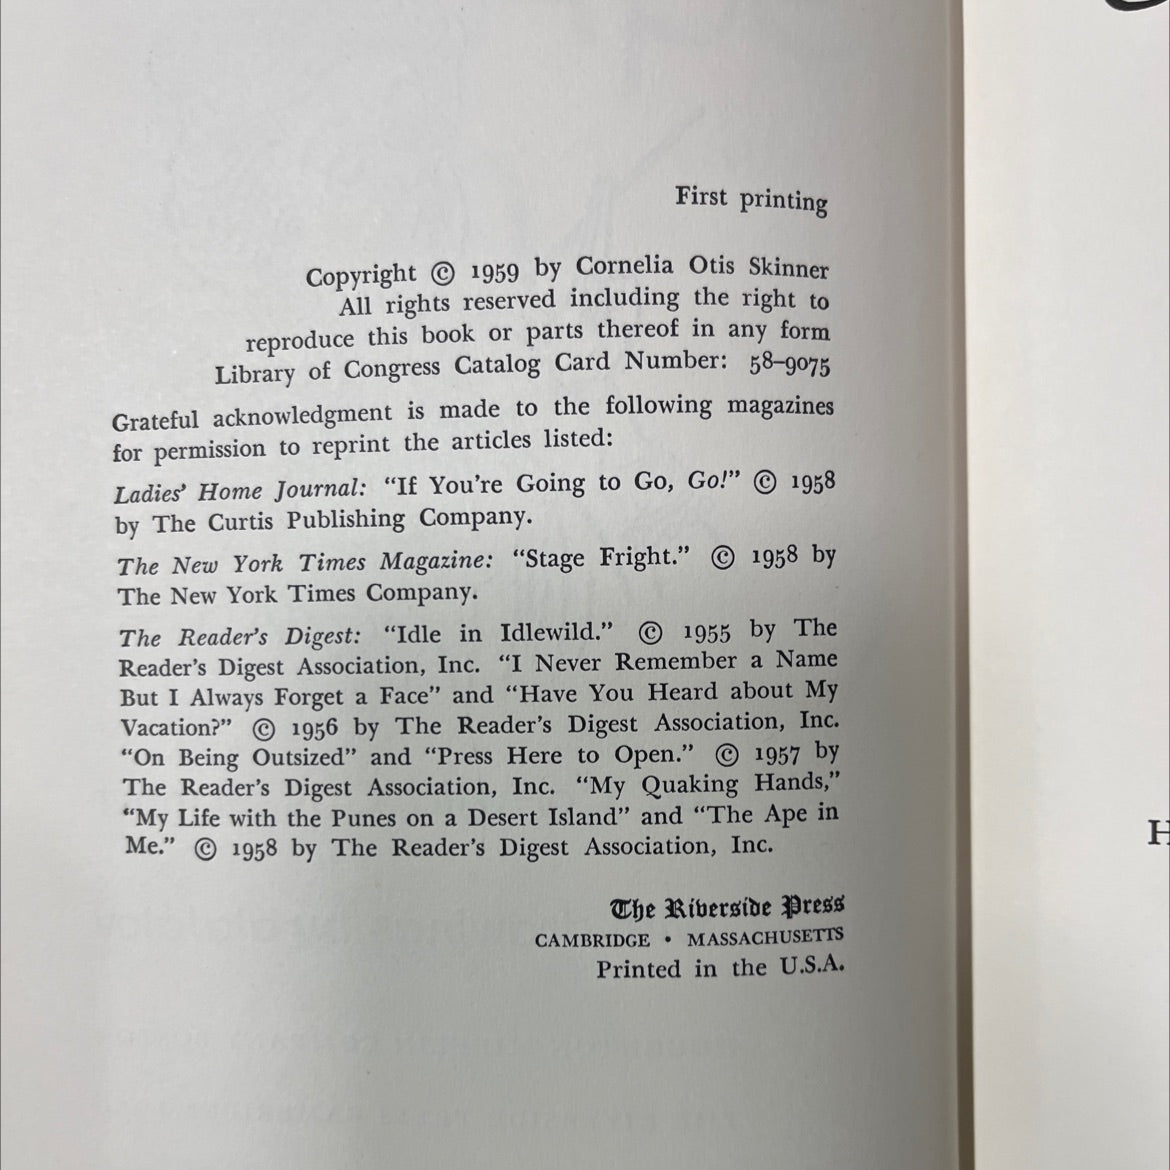 First printing
Copyright © 1959 by Cornelia Otis Skinner
All rights reserved including the right to
reproduce this book or parts thereof in any form
Library of Congress Catalog Card Number: 58–9075
Grateful acknowledgment is made to the following magazines
for permission to reprint the articles listed:
Ladies' Home Journal: “If You're Going to Go, Go!” © 1958
by The Curtis Publishing Company.
The New York Times Magazine: “Stage Fright.” © 1958 by
The New York Times Company.
The Reader's Digest: “Idle in Idlewild.” © 1955 by The
Reader's Digest Association, Inc. “I Never Remember a Name
But I Always Forget a Face” and “Have You Heard about My
Vacation?” © 1956 by The Reader's Digest Association, Inc.
“On Being Outsized” and “Press Here to Open.” © 1957 by
The Reader's Digest Association, Inc. “My Quaking Hands,”
“My Life with the Punes on a Desert Island” and “The Ape in
Me.” © 1958 by The Reader's Digest Association, Inc.
The Riverside Press
CAMBRIDGE • MASSACHUSETTS
Printed in the U.S.A.